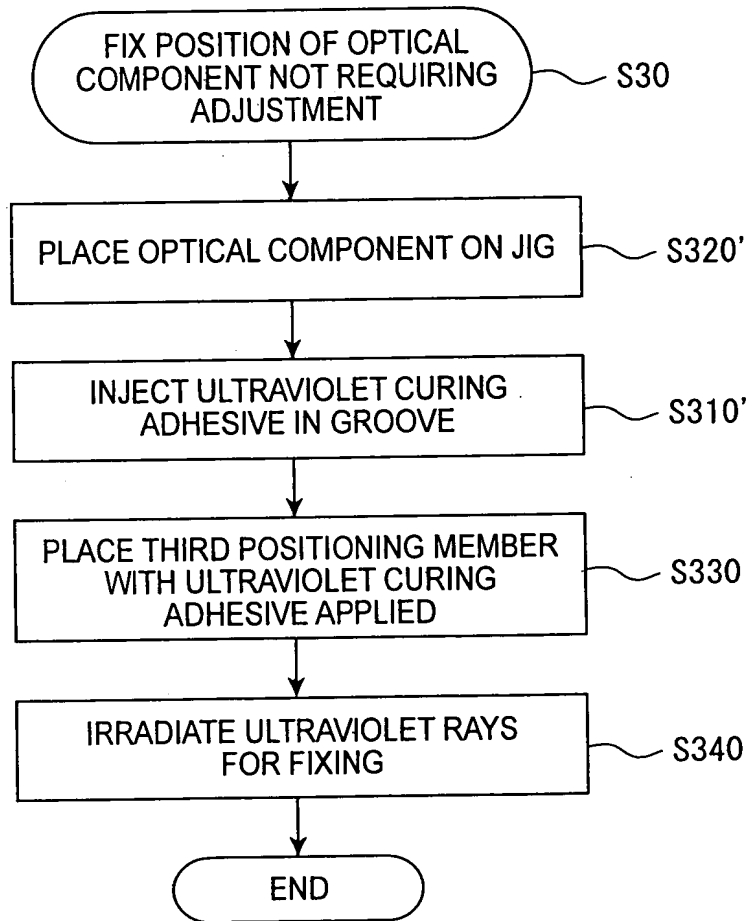 FIX POSITION OF OPTICAL
COMPONENT NOT REQUIRING
ADJUSTMENT
S30
PLACE OPTICAL COMPONENT ON JIG
S320'
INJECT ULTRAVIOLET CURING
ADHESIVE IN GROOVE
S310'
PLACE THIRD POSITIONING MEMBER
WITH ULTRAVIOLET CURING
ADHESIVE APPLIED
S330
IRRADIATE ULTRAVIOLET RAYS
FOR FIXING
S340
END